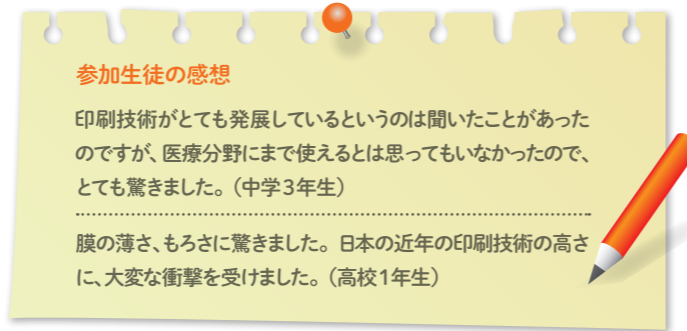 参加生徒の感想
印刷技術がとても発展しているというのは聞いたことがあった
のですが、医療分野にまで使えるとは思ってもいなかったので、
とても驚きました。（中学3年生）
膜の薄さ、もろさに驚きました。日本の近年の印刷技術の高さ
に、大変な衝撃を受けました。（高校1年生）